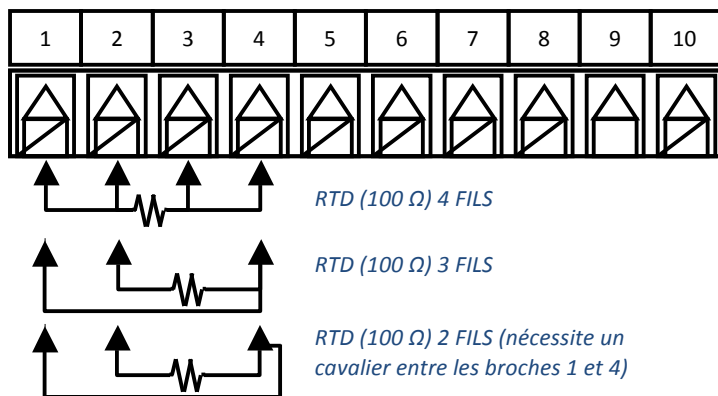 1 2 3 4 5 6 7 8 9 10
RTD (100 Ω) 4 FILS
RTD (100 Ω) 3 FILS
RTD (100 Ω) 2 FILS (nécessite un
cavalier entre les broches 1 et 4)